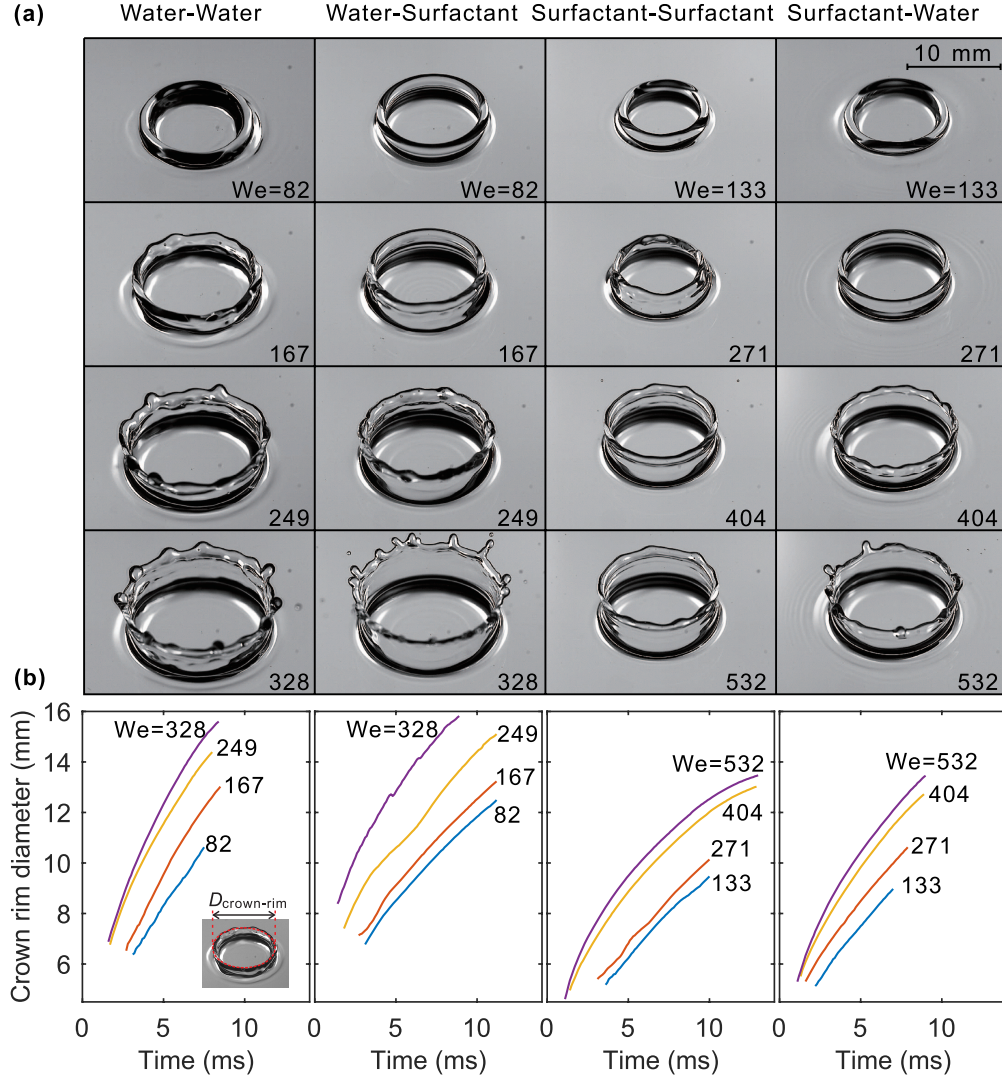 (a)
Water-Water Water-Surfactant Surfactant-Surfactant Surfactant-Water
10 mm
We=82 We=82 We=133 We=133
167 167 271 271
249 249 404 404
328 328 532 532
(b)
Crown rim diameter (mm)
16
14
12
10
8
6
We=328
249
167
82
Dcrown-rim
We=328
249
167
82
We=532
404
271
133
We=532
404
271
133
0 5 10 0 5 10 0 5 10 0 5 10
Time (ms) Time (ms) Time (ms) Time (ms)